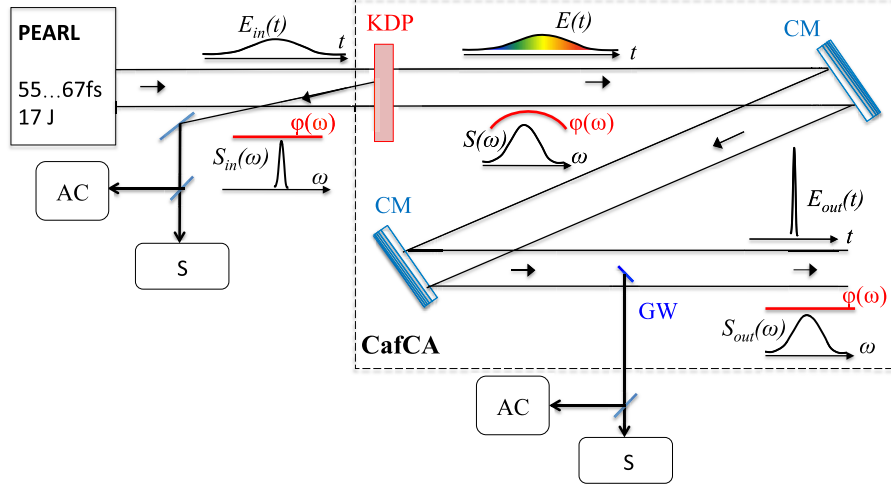 PEARL
55...67fs
17 J
E_in(t)
t
KDP
E(t)
t
CM
φ(ω)
S_in(ω)
ω
S(ω)
φ(ω)
ω
AC
S
CM
E_out(t)
t
GW
φ(ω)
S_out(ω)
ω
CafCA
AC
S